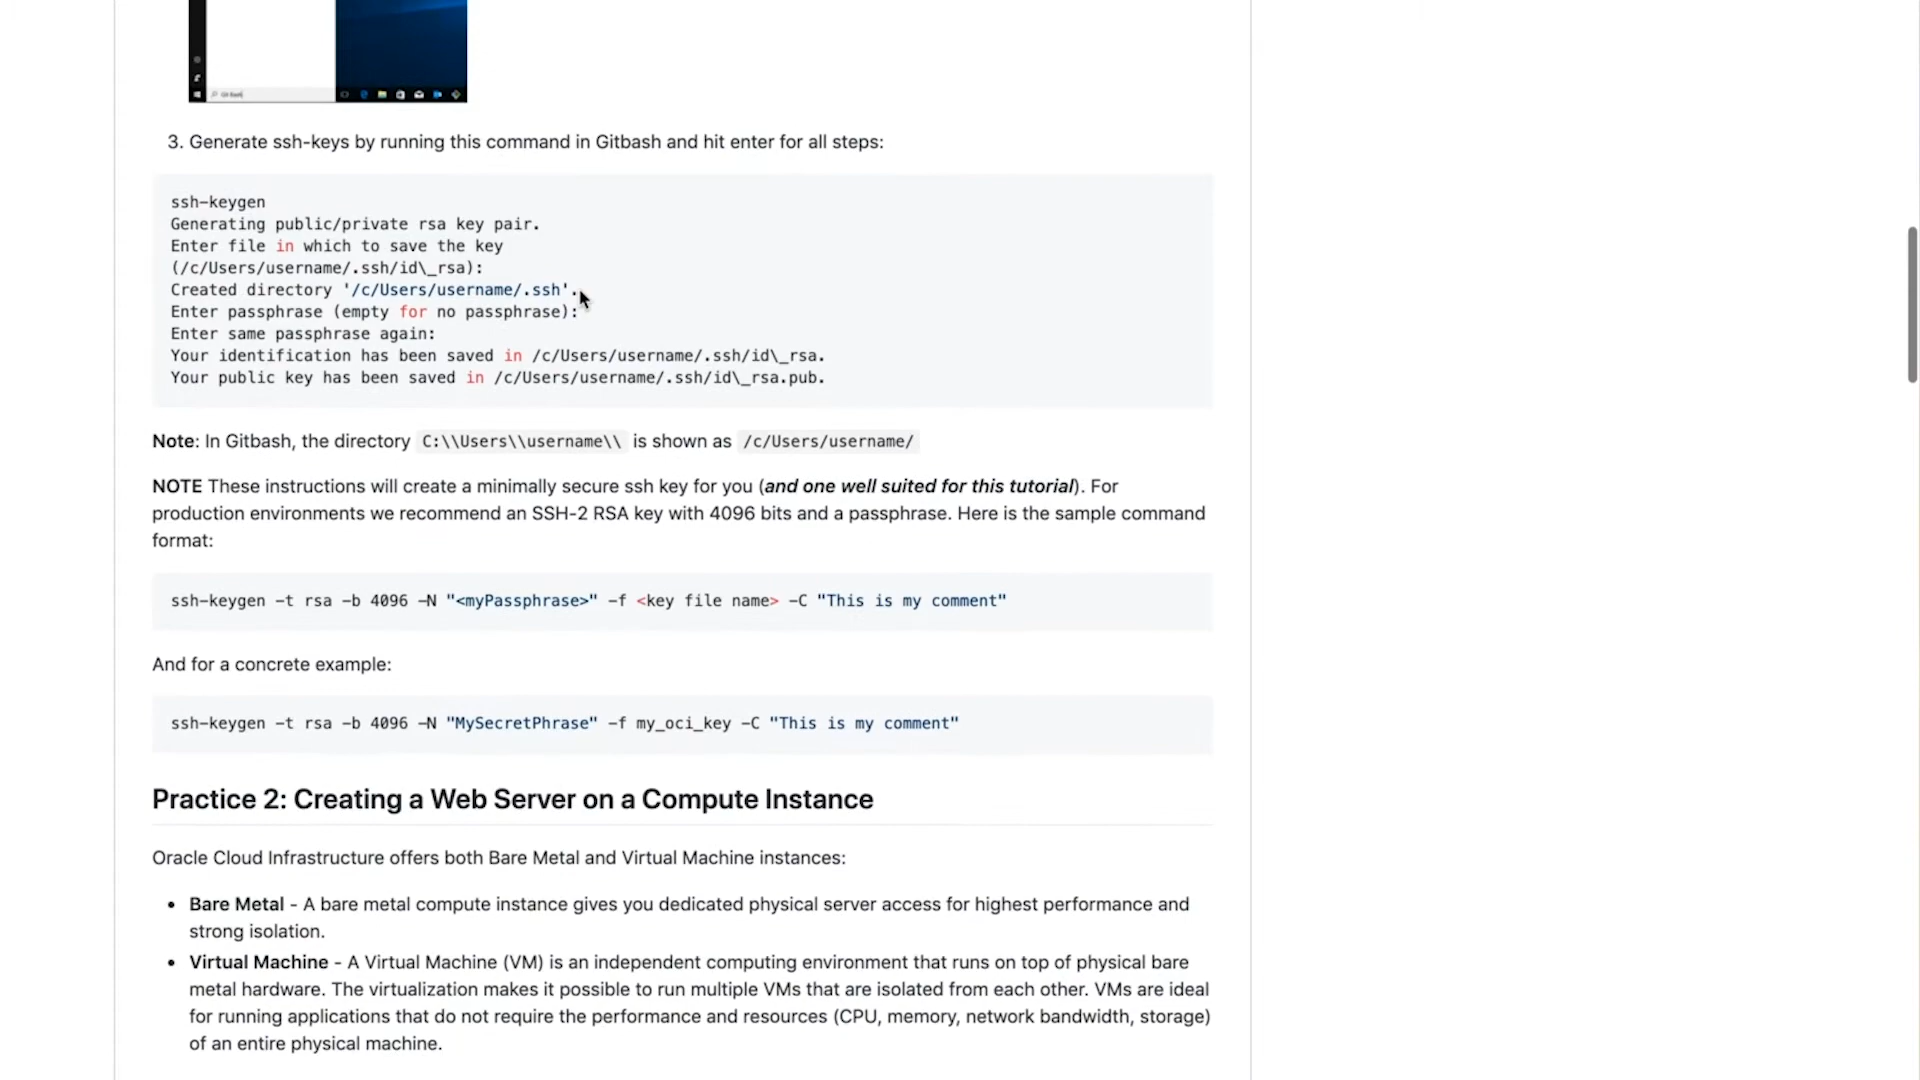 3. Generate ssh-keys by running this command in Gitbash and hit enter for all steps:
ssh-keygen
Generating public/private rsa key pair.
Enter file in which to save the key
(/c/Users/username/.ssh/id\_rsa):
Created directory '/c/Users/username/.ssh'.
Enter passphrase (empty for no passphrase):
Enter same passphrase again:
Your identification has been saved in /c/Users/username/.ssh/id\_rsa.
Your public key has been saved in /c/Users/username/.ssh/id\_rsa.pub.
Note: In Gitbash, the directory C:\\Users\\username\\ is shown as /c/Users/username/
NOTE These instructions will create a minimally secure ssh key for you (and one well suited for this tutorial). For
production environments we recommend an SSH-2 RSA key with 4096 bits and a passphrase. Here is the sample command
format:
ssh-keygen -t rsa -b 4096 -N "<myPassphrase>" -f <key file name> -C "This is my comment"
And for a concrete example:
ssh-keygen -t rsa -b 4096 -N "MySecretPhrase" -f my_oci_key -C "This is my comment"
Practice 2: Creating a Web Server on a Compute Instance
Oracle Cloud Infrastructure offers both Bare Metal and Virtual Machine instances:
• Bare Metal - A bare metal compute instance gives you dedicated physical server access for highest performance and
strong isolation.
• Virtual Machine - A Virtual Machine (VM) is an independent computing environment that runs on top of physical bare
metal hardware. The virtualization makes it possible to run multiple VMs that are isolated from each other. VMs are ideal
for running applications that do not require the performance and resources (CPU, memory, network bandwidth, storage)
of an entire physical machine.